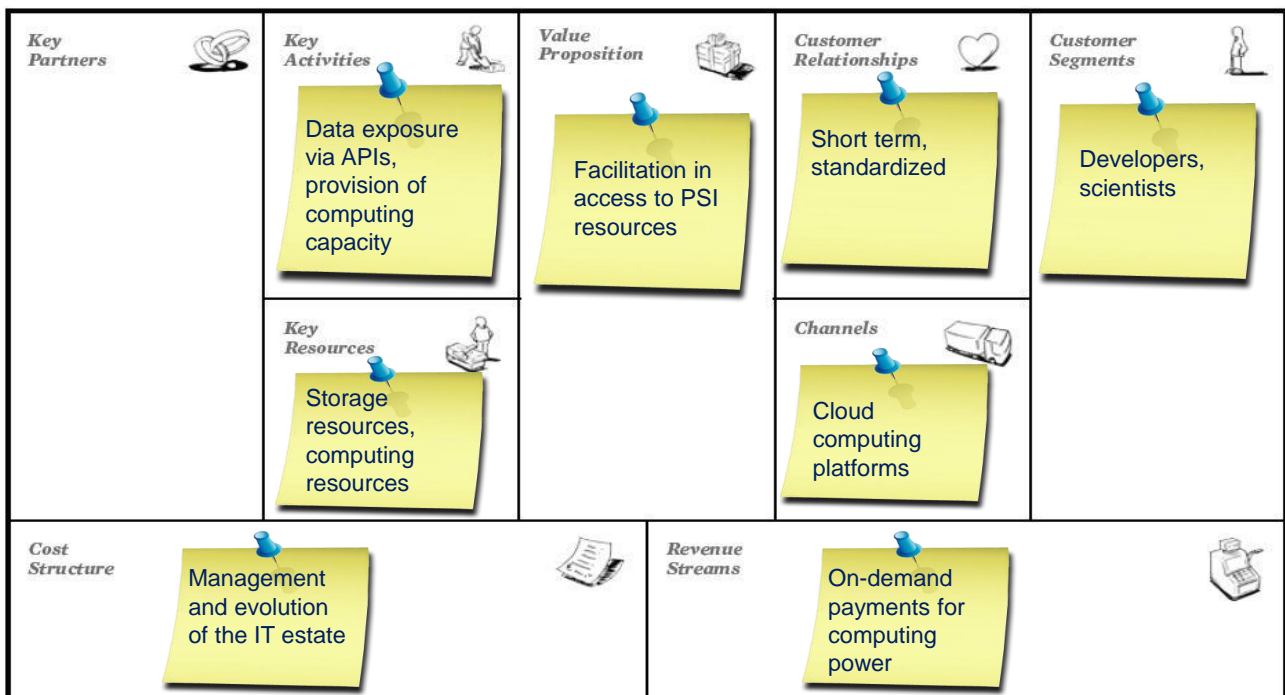 Key
Partners
Key
Activities
Data exposure
via APIs,
provision of
computing
capacity
Key
Resources
Storage
resources,
computing
resources
Value
Proposition
Facilitation in
access to PSI
resources
Customer
Relationships
Short term,
standardized
Channels
Cloud
computing
platforms
Customer
Segments
Developers,
scientists
Cost
Structure
Management
and evolution
of the IT estate
Revenue
Streams
On-demand
payments for
computing
power